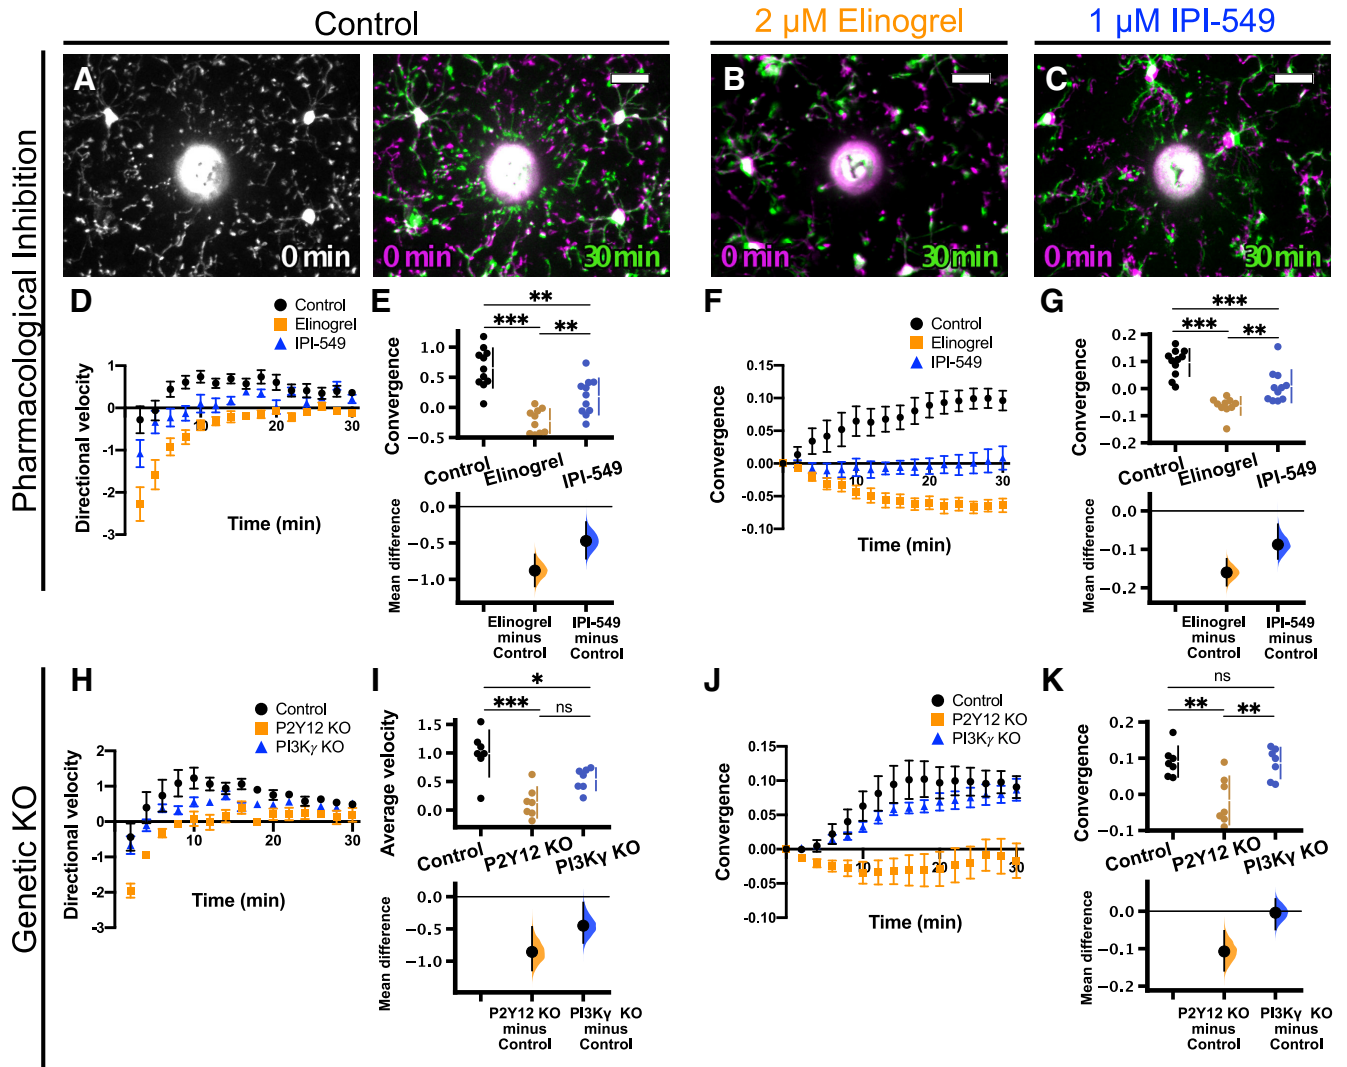 Control
2 μM Elinogrel
1 μM IPI-549
Pharmacological Inhibition
A
0 min
0 min
30 min
B
0 min
30 min
C
0 min
30 min
D
Control
Elinogrel
IPI-549
Directional velocity
1
0
-1
-2
-3
10
20
30
Time (min)
E
**
***
**
Convergence
1.0
0.5
0.0
−0.5
Control
Elinogrel
IPI-549
Mean difference
0.0
−0.5
−1.0
Elinogrel
minus
Control
IPI-549
minus
Control
F
Control
Elinogrel
IPI-549
Convergence
0.15
0.10
0.05
0.00
-0.05
-0.10
10
20
30
Time (min)
G
***
***
**
Convergence
0.2
0.1
0.0
−0.1
−0.2
Control
Elinogrel
IPI-549
Mean difference
0.0
−0.1
−0.2
Elinogrel
minus
Control
IPI-549
minus
Control
Genetic KO
H
Control
P2Y12 KO
PI3Kγ KO
Directional velocity
2
1
0
-1
-2
-3
10
20
30
Time (min)
I
*
***
ns
Average velocity
1.5
1.0
0.5
0.0
Control
P2Y12 KO
PI3Kγ KO
Mean difference
0.0
−0.5
−1.0
P2Y12 KO
minus
Control
PI3Kγ KO
minus
Control
J
Control
P2Y12 KO
PI3Kγ KO
Convergence
0.15
0.10
0.05
0.00
-0.05
-0.10
10
20
30
Time (min)
K
ns
**
**
Convergence
0.2
0.1
0.0
−0.1
Control
P2Y12 KO
PI3Kγ KO
Mean difference
0.0
−0.1
−0.2
P2Y12 KO
minus
Control
PI3Kγ KO
minus
Control